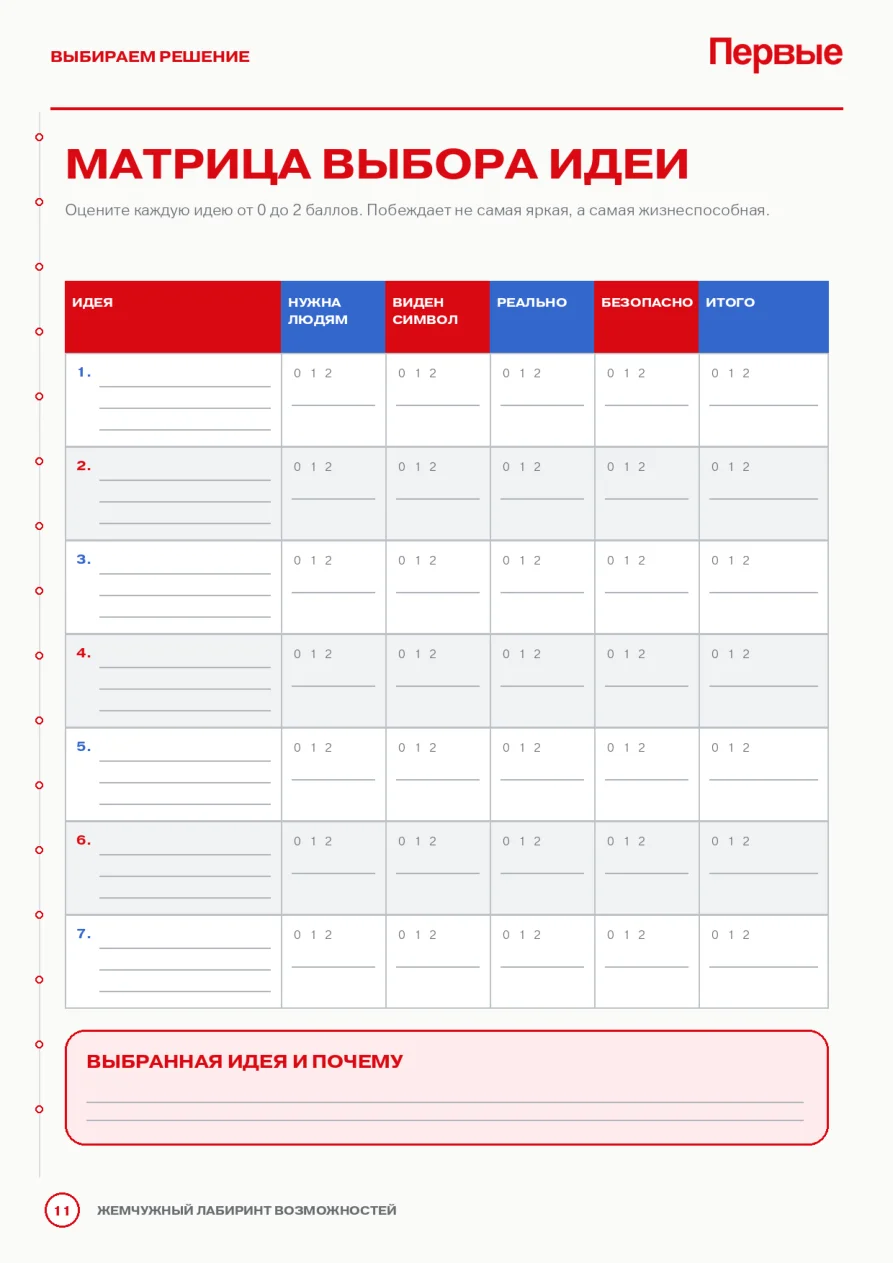 ВЫБИРАЕМ РЕШЕНИЕ
Первые
МАТРИЦА ВЫБОРА ИДЕИ
Оцените каждую идею от 0 до 2 баллов. Побеждает не самая яркая, а самая жизнеспособная.
ИДЕЯ
НУЖНА
ЛЮДЯМ
ВИДЕН
СИМВОЛ
РЕАЛЬНО
БЕЗОПАСНО
ИТОГО
1. 0 1 2 0 1 2 0 1 2 0 1 2 0 1 2
2. 0 1 2 0 1 2 0 1 2 0 1 2 0 1 2
3. 0 1 2 0 1 2 0 1 2 0 1 2 0 1 2
4. 0 1 2 0 1 2 0 1 2 0 1 2 0 1 2
5. 0 1 2 0 1 2 0 1 2 0 1 2 0 1 2
6. 0 1 2 0 1 2 0 1 2 0 1 2 0 1 2
7. 0 1 2 0 1 2 0 1 2 0 1 2 0 1 2
ВЫБРАННАЯ ИДЕЯ И ПОЧЕМУ
11 ЖЕМЧУЖНЫЙ ЛАБИРИНТ ВОЗМОЖНОСТЕЙ